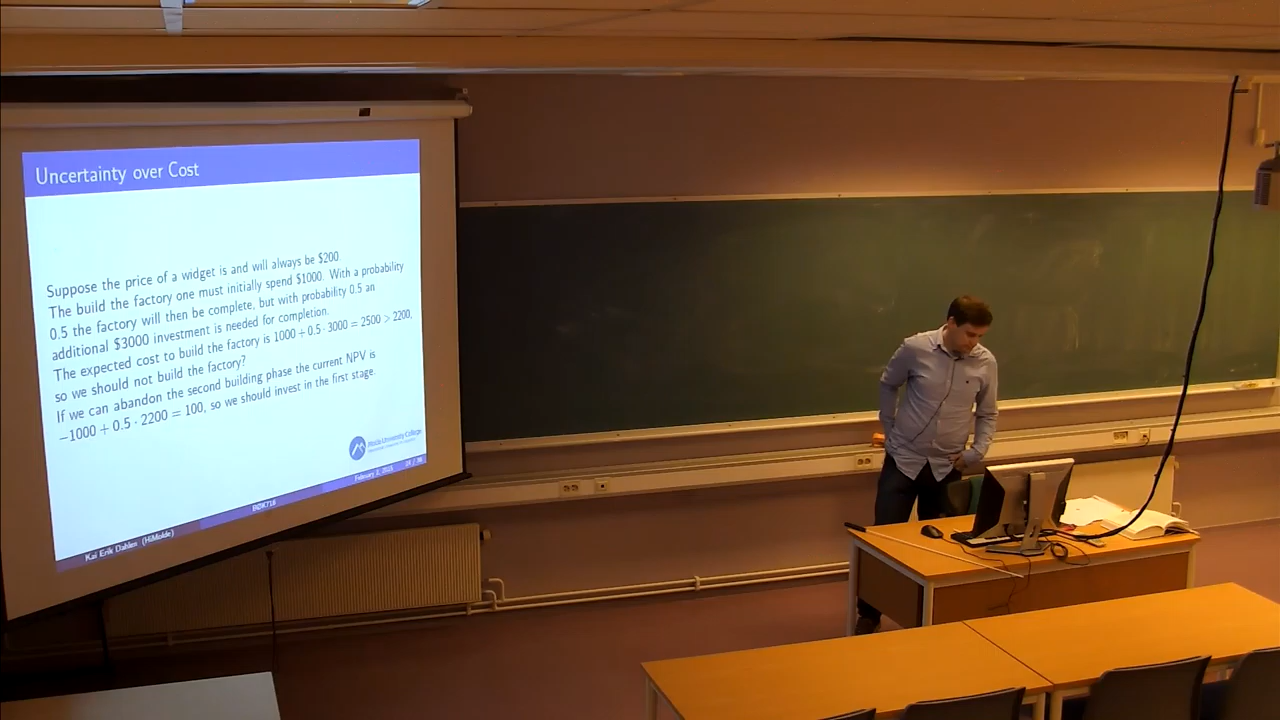 Uncertainty over Cost
Suppose the price of a widget is and will always be $200.
The build the factory one must initially spend $1000. With a probability
0.5 the factory will then be complete, but with probability 0.5 an
additional $3000 investment is needed for completion.
The expected cost to build the factory is 1000 + 0.5 · 3000 = 2500 > 2200,
so we should not build the factory?
If we can abandon the second building phase the current NPV is
−1000 + 0.5 · 2200 = 100, so we should invest in the first stage.
Molde University College
Kai Erik Dahlen (HiMolde)